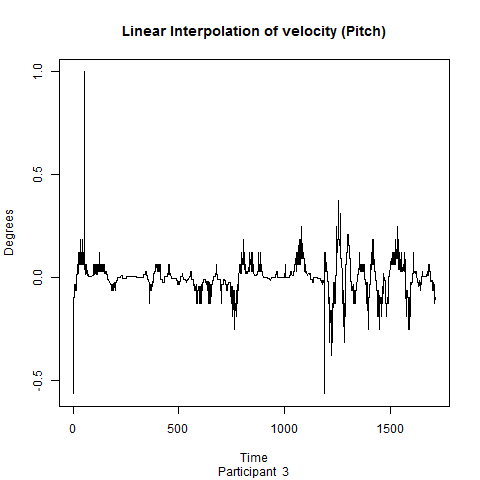 Linear Interpolation of velocity (Pitch)
Degrees
1.0
0.5
0.0
-0.5
0 500 1000 1500
Time
Participant 3